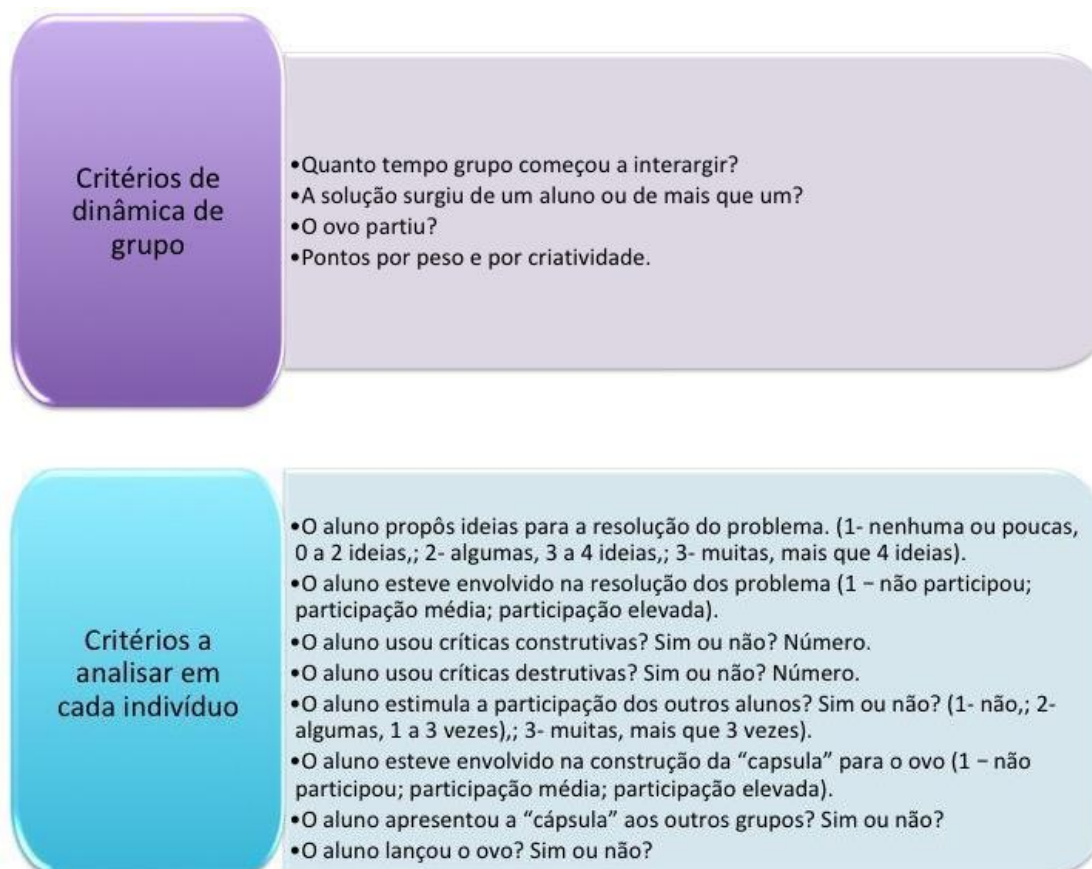 Critérios de
dinâmica de
grupo
•Quanto tempo grupo começou a interargir?
•A solução surgiu de um aluno ou de mais que um?
•O ovo partiu?
•Pontos por peso e por criatividade.
Critérios a
analisar em
cada indivíduo
•O aluno propôs ideias para a resolução do problema. (1- nenhuma ou poucas,
0 a 2 ideias,; 2- algumas, 3 a 4 ideias,; 3- muitas, mais que 4 ideias).
•O aluno esteve envolvido na resolução dos problema (1 – não participou;
participação média; participação elevada).
•O aluno usou críticas construtivas? Sim ou não? Número.
•O aluno usou críticas destrutivas? Sim ou não? Número.
•O aluno estimula a participação dos outros alunos? Sim ou não? (1- não,; 2-
algumas, 1 a 3 vezes),; 3- muitas, mais que 3 vezes).
•O aluno esteve envolvido na construção da “capsula” para o ovo (1 – não
participou; participação média; participação elevada).
•O aluno apresentou a “cápsula” aos outros grupos? Sim ou não?
•O aluno lançou o ovo? Sim ou não?